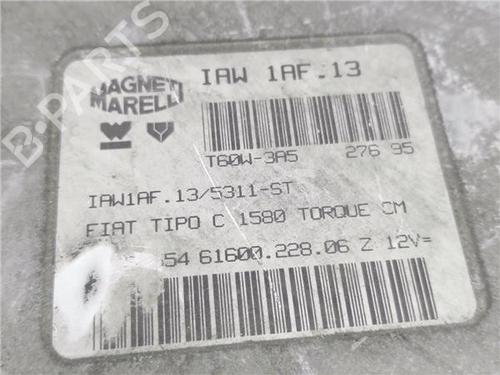 MAGNETI MARELLI
IAW 1AF.13
T60W-3A5 276 95
IAW1AF.13/5311-ST
FIAT TIPO C 1580 TORQUE CM
54 61600.228.06 Z 12V=
B-PARTS